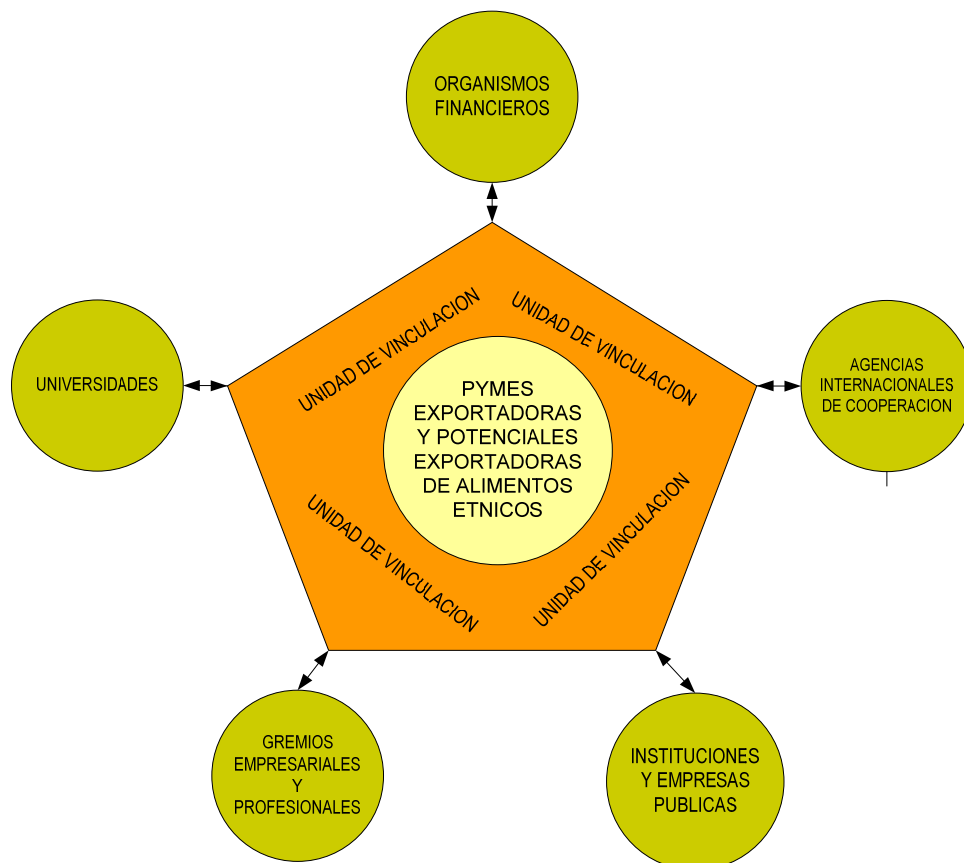 ORGANISMOS
FINANCIEROS
UNIDAD DE VINCULACION
UNIDAD DE VINCULACION
UNIVERSIDADES
AGENCIAS
INTERNACIONALES
DE COOPERACION
PYMES
EXPORTADORAS
Y POTENCIALES
EXPORTADORAS
DE ALIMENTOS
ETNICOS
UNIDAD DE VINCULACION
UNIDAD DE VINCULACION
GREMIOS
EMPRESARIALES
Y
PROFESIONALES
INSTITUCIONES
Y EMPRESAS
PUBLICAS